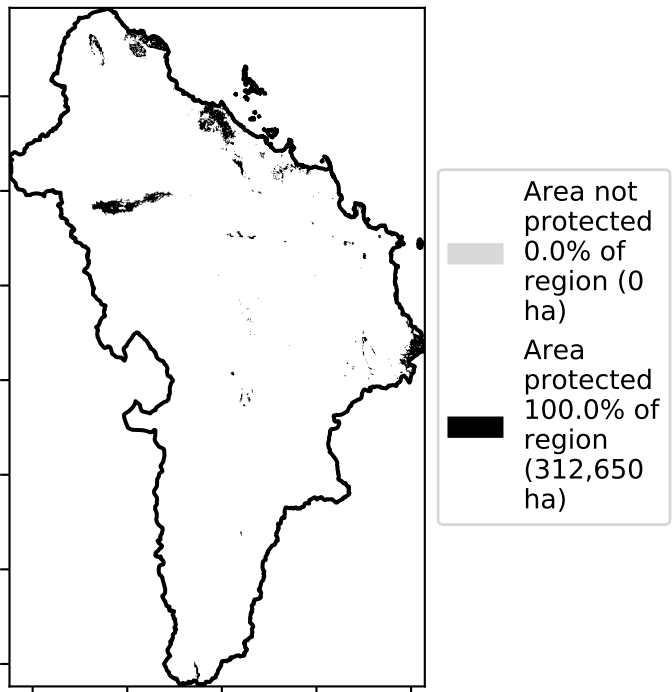 Area not
protected
0.0% of
region (0
ha)
Area
protected
100.0% of
region
(312,650
ha)